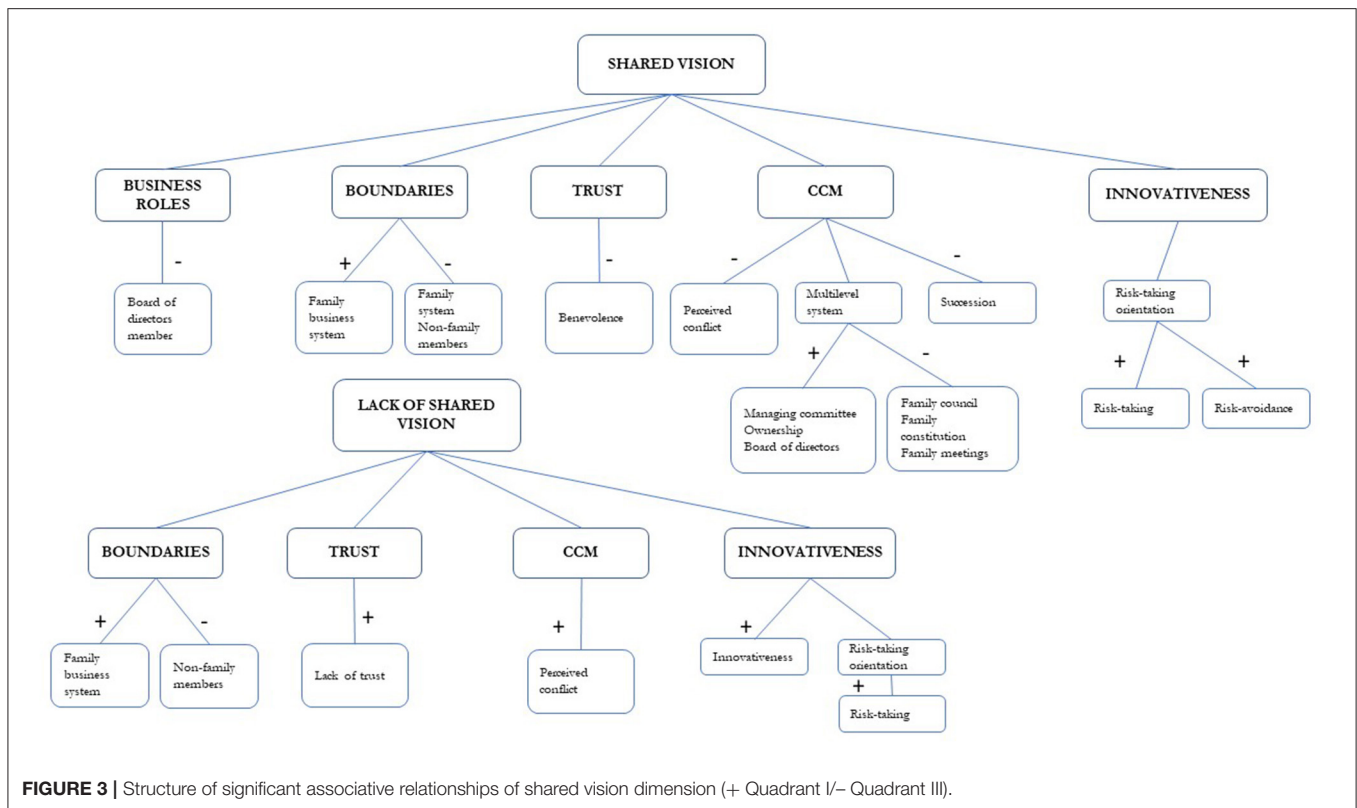 SHARED VISION
BUSINESS
ROLES
BOUNDARIES
TRUST
CCM
INNOVATIVENESS
-
+
-
-
-
-
Board of
directors
member
Family
business
system
Family
system
Non-family
members
Benevolence
Perceived
conflict
Multilevel
system
Succession
Risk-taking
orientation
+
-
+
+
Managing committee
Ownership
Board of directors
Family council
Family
constitution
Family meetings
Risk-taking
Risk-avoidance
LACK OF SHARED
VISION
BOUNDARIES
TRUST
CCM
INNOVATIVENESS
+
-
+
+
+
Family
business
system
Non-family
members
Lack of trust
Perceived
conflict
Innovativeness
Risk-taking
orientation
+
Risk-taking
FIGURE 3 | Structure of significant associative relationships of shared vision dimension (+ Quadrant I/– Quadrant III).